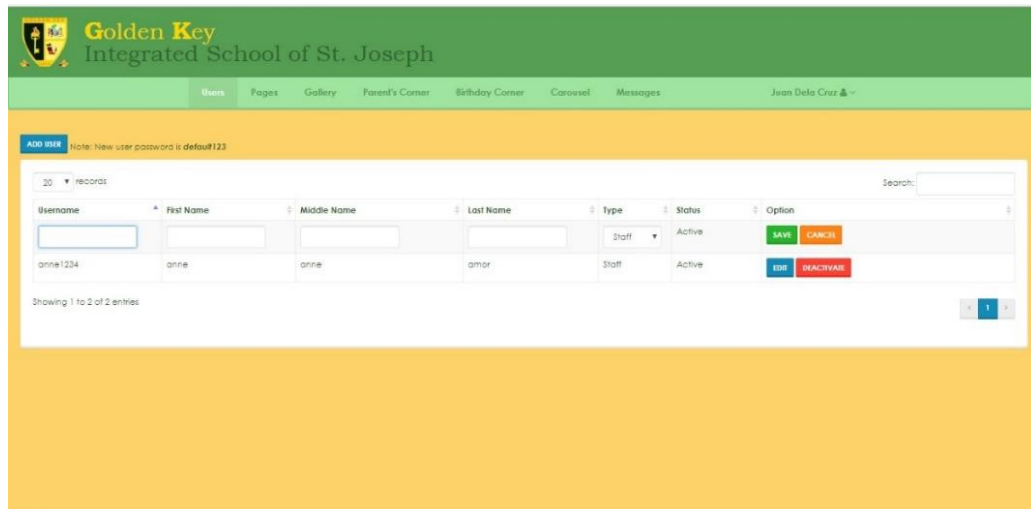 Golden Key
Integrated School of St. Joseph
Users Pages Gallery Parent's Corner Birthday Corner Carousel Messages Juan Dela Cruz
ADD USER Note: New user password is default123
20 records Search:
Username First Name Middle Name Last Name Type Status Option
Staff Active SAVE CANCEL
anne1234 anne anne amor Staff Active EDIT DEACTIVATE
Showing 1 to 2 of 2 entries 1